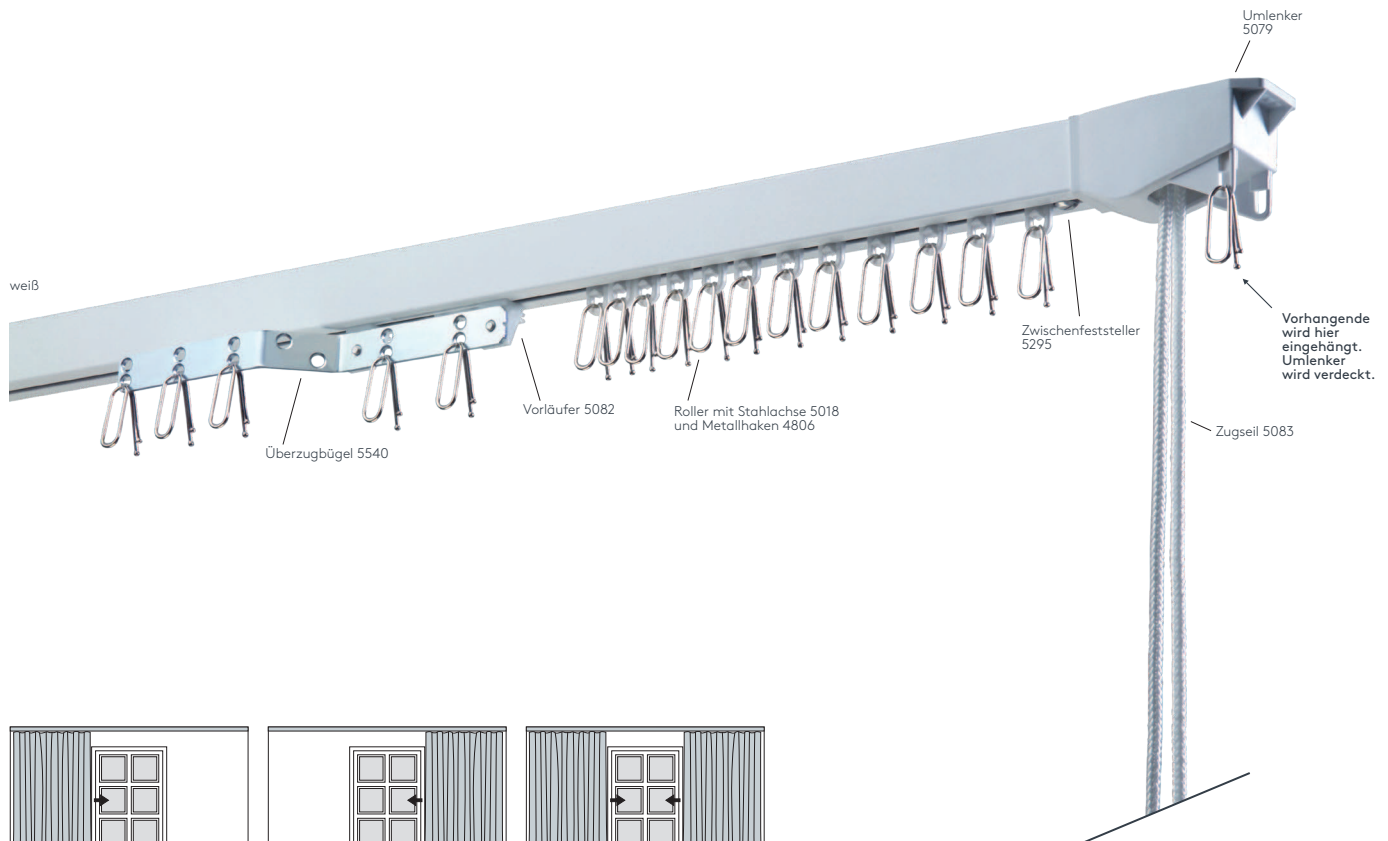 Umlenker
5079
weiß
Zwischenfeststeller
5295
Vorhangende
wird hier
eingehängt.
Umlenker
wird verdeckt.
Vorläufer 5082
Roller mit Stahlachse 5018
und Metallhaken 4806
Zugseil 5083
Überzugbügel 5540